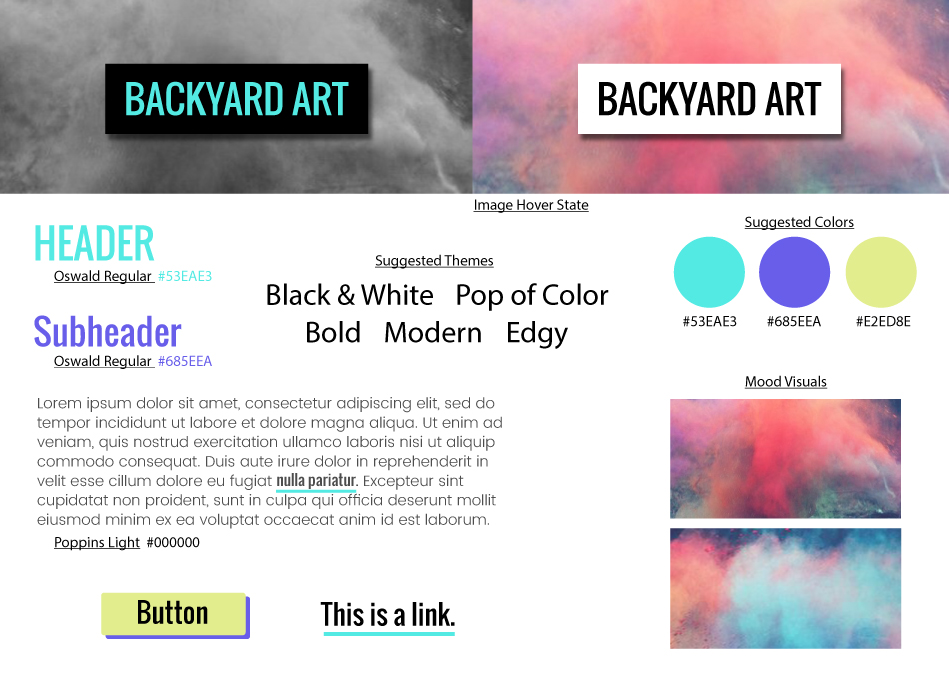 BACKYARD ART
BACKYARD ART
Image Hover State
HEADER
Oswald Regular #53EAE3
Subheader
Oswald Regular #685EEA
Suggested Themes
Black & White Pop of Color
Bold Modern Edgy
Suggested Colors
#53EAE3 #685EEA #E2ED8E
Mood Visuals
Lorem ipsum dolor sit amet, consectetur adipiscing elit, sed do
tempor incididunt ut labore et dolore magna aliqua. Ut enim ad
veniam, quis nostrud exercitation ullamco laboris nisi ut aliquip
commodo consequat. Duis aute irure dolor in reprehenderit in
velit esse cillum dolore eu fugiat nulla pariatur. Excepteur sint
cupidatat non proident, sunt in culpa qui officia deserunt mollit
eiusmod minim ex ea voluptat occaecat anim id est laborum.
Poppins Light #000000
Button
This is a link.